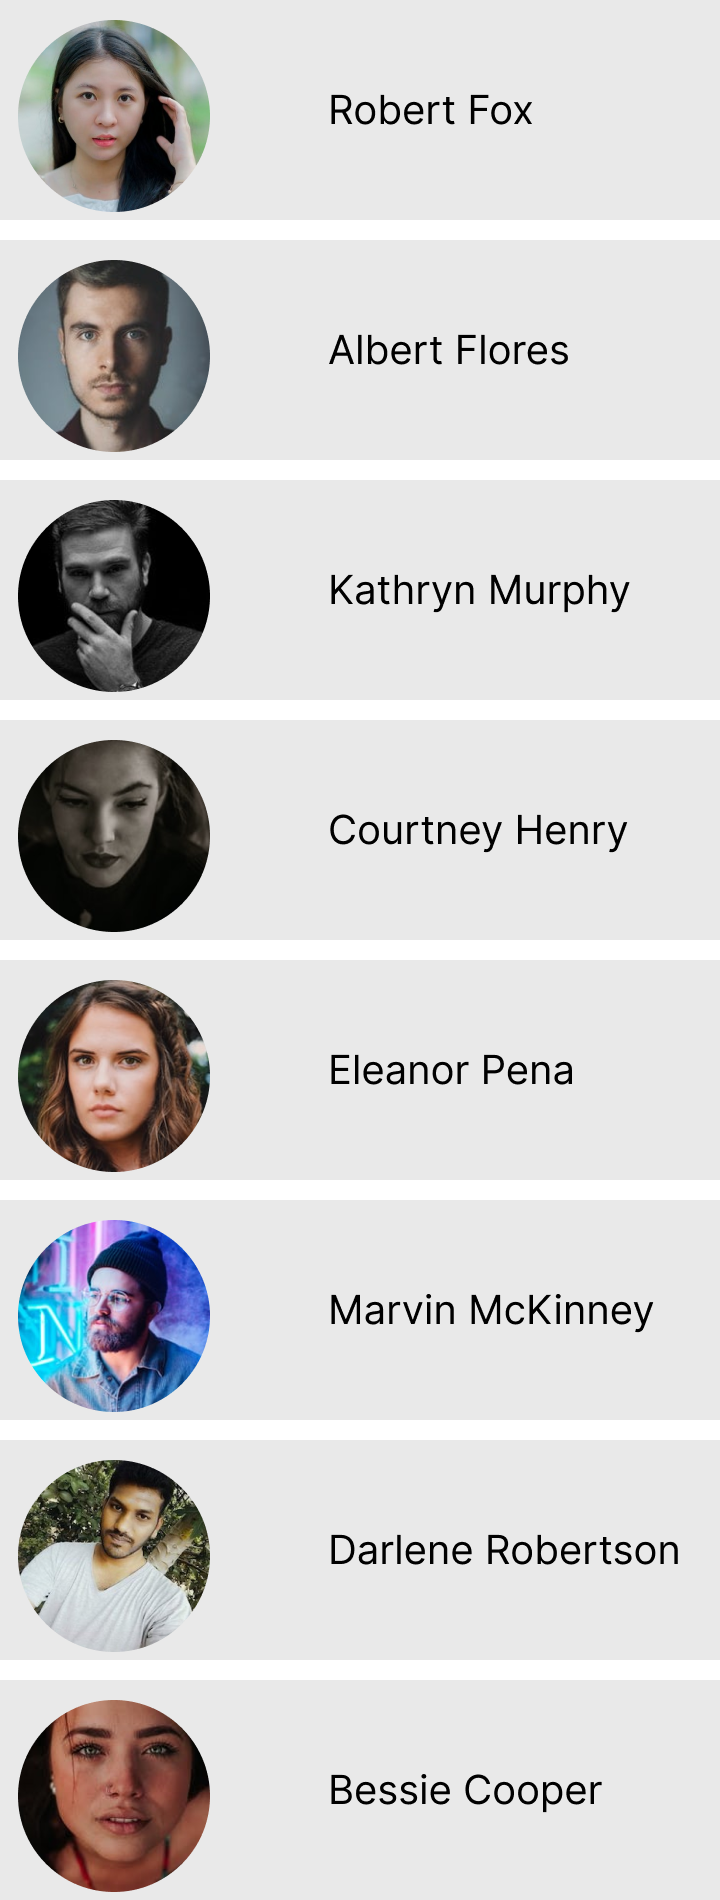 Robert Fox
Albert Flores
Kathryn Murphy
Courtney Henry
Eleanor Pena
Marvin McKinney
Darlene Robertson
Bessie Cooper